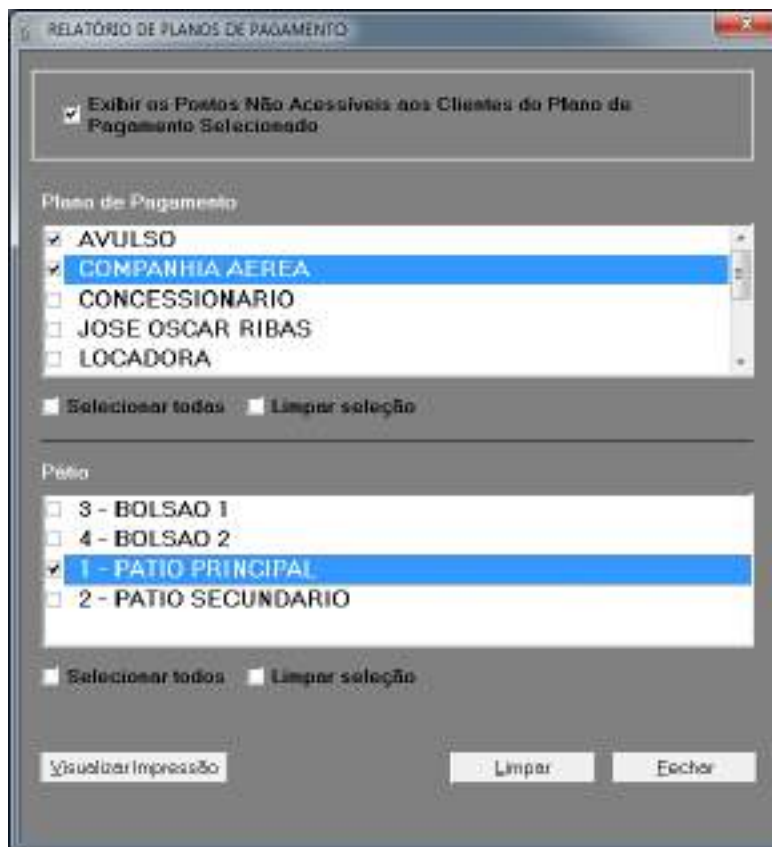 RELATÓRIO DE PLANOS DE PAGAMENTO
Exibir os Pontos Não Acessíveis aos Clientes do Plano de
Pagamento Selecionado
Plano de Pagamento
AVULSO
COMPANHIA AEREA
CONCESSIONARIO
JOSE OSCAR RIBAS
LOCADORA
Selecionar todas Limpar seleção
Pátio
3 - BOLSAO 1
4 - BOLSAO 2
1 - PATIO PRINCIPAL
2 - PATIO SECUNDARIO
Selecionar todos Limpar seleção
Visualizar Impressão Limpar Fechar